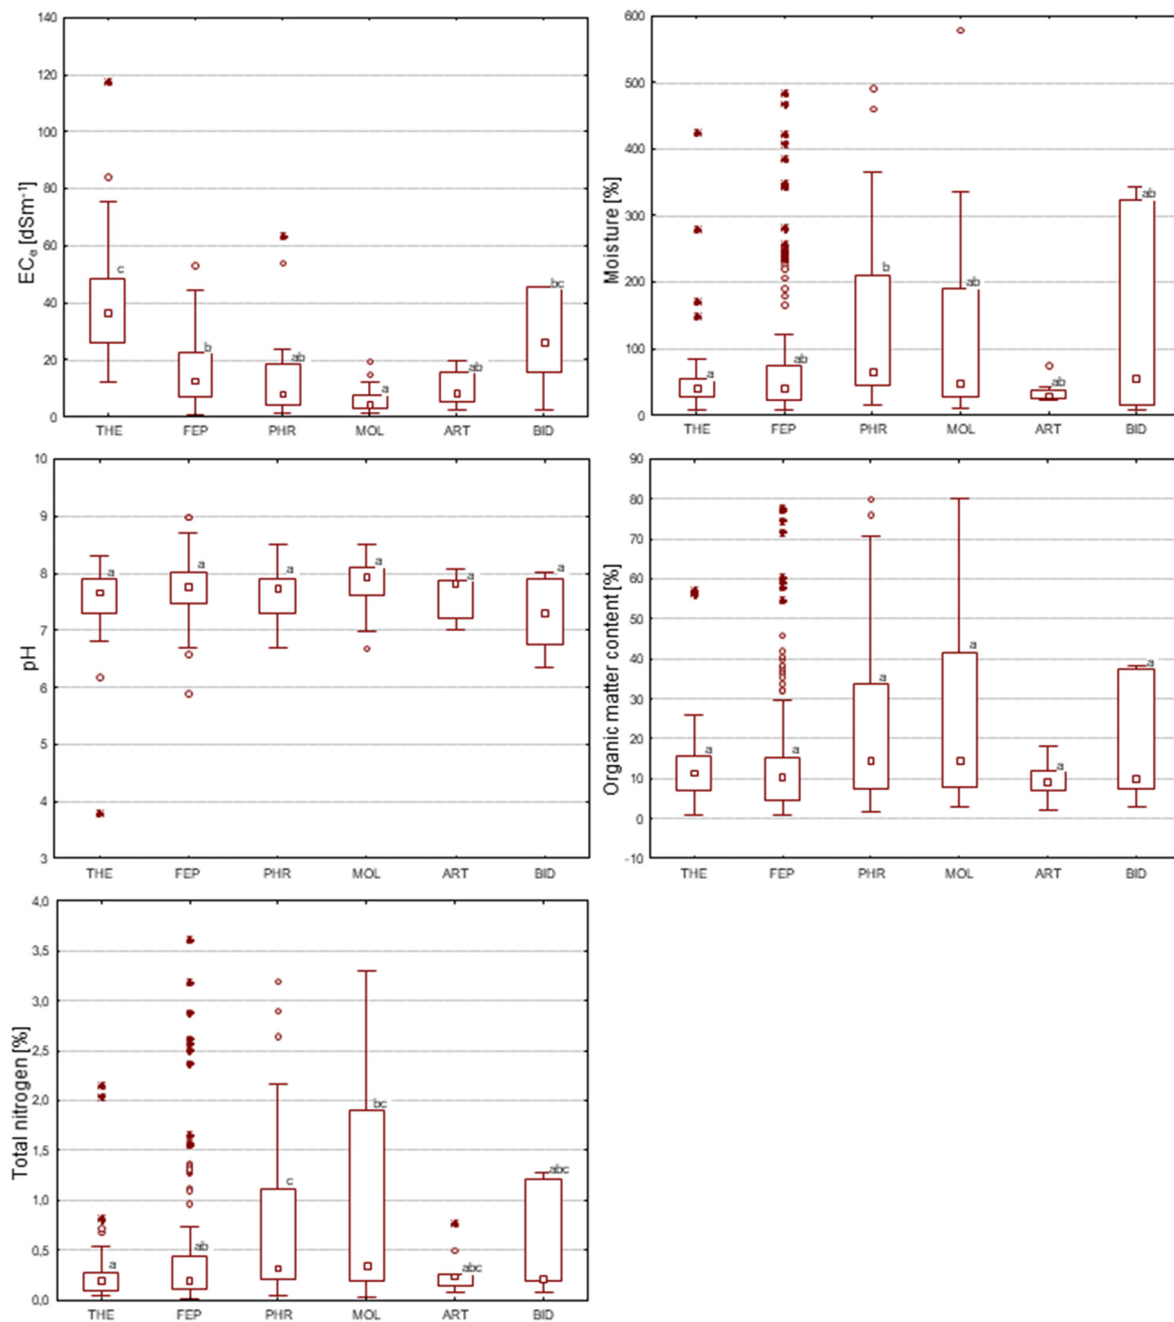 ECe [dSm⁻¹]
140
120
100
80
60
40
20
0
c
b
ab
a
ab
bc
THE FEP PHR MOL ART BID
Moisture [%]
600
500
400
300
200
100
0
a
ab
b
ab
ab
ab
THE FEP PHR MOL ART BID
pH
10
9
8
7
6
5
4
3
a
a
a
a
a
a
THE FEP PHR MOL ART BID
Organic matter content [%]
90
80
70
60
50
40
30
20
10
0
-10
a
a
a
a
a
a
THE FEP PHR MOL ART BID
Total nitrogen [%]
4,0
3,5
3,0
2,5
2,0
1,5
1,0
0,5
0,0
a
ab
c
bc
abc
abc
THE FEP PHR MOL ART BID